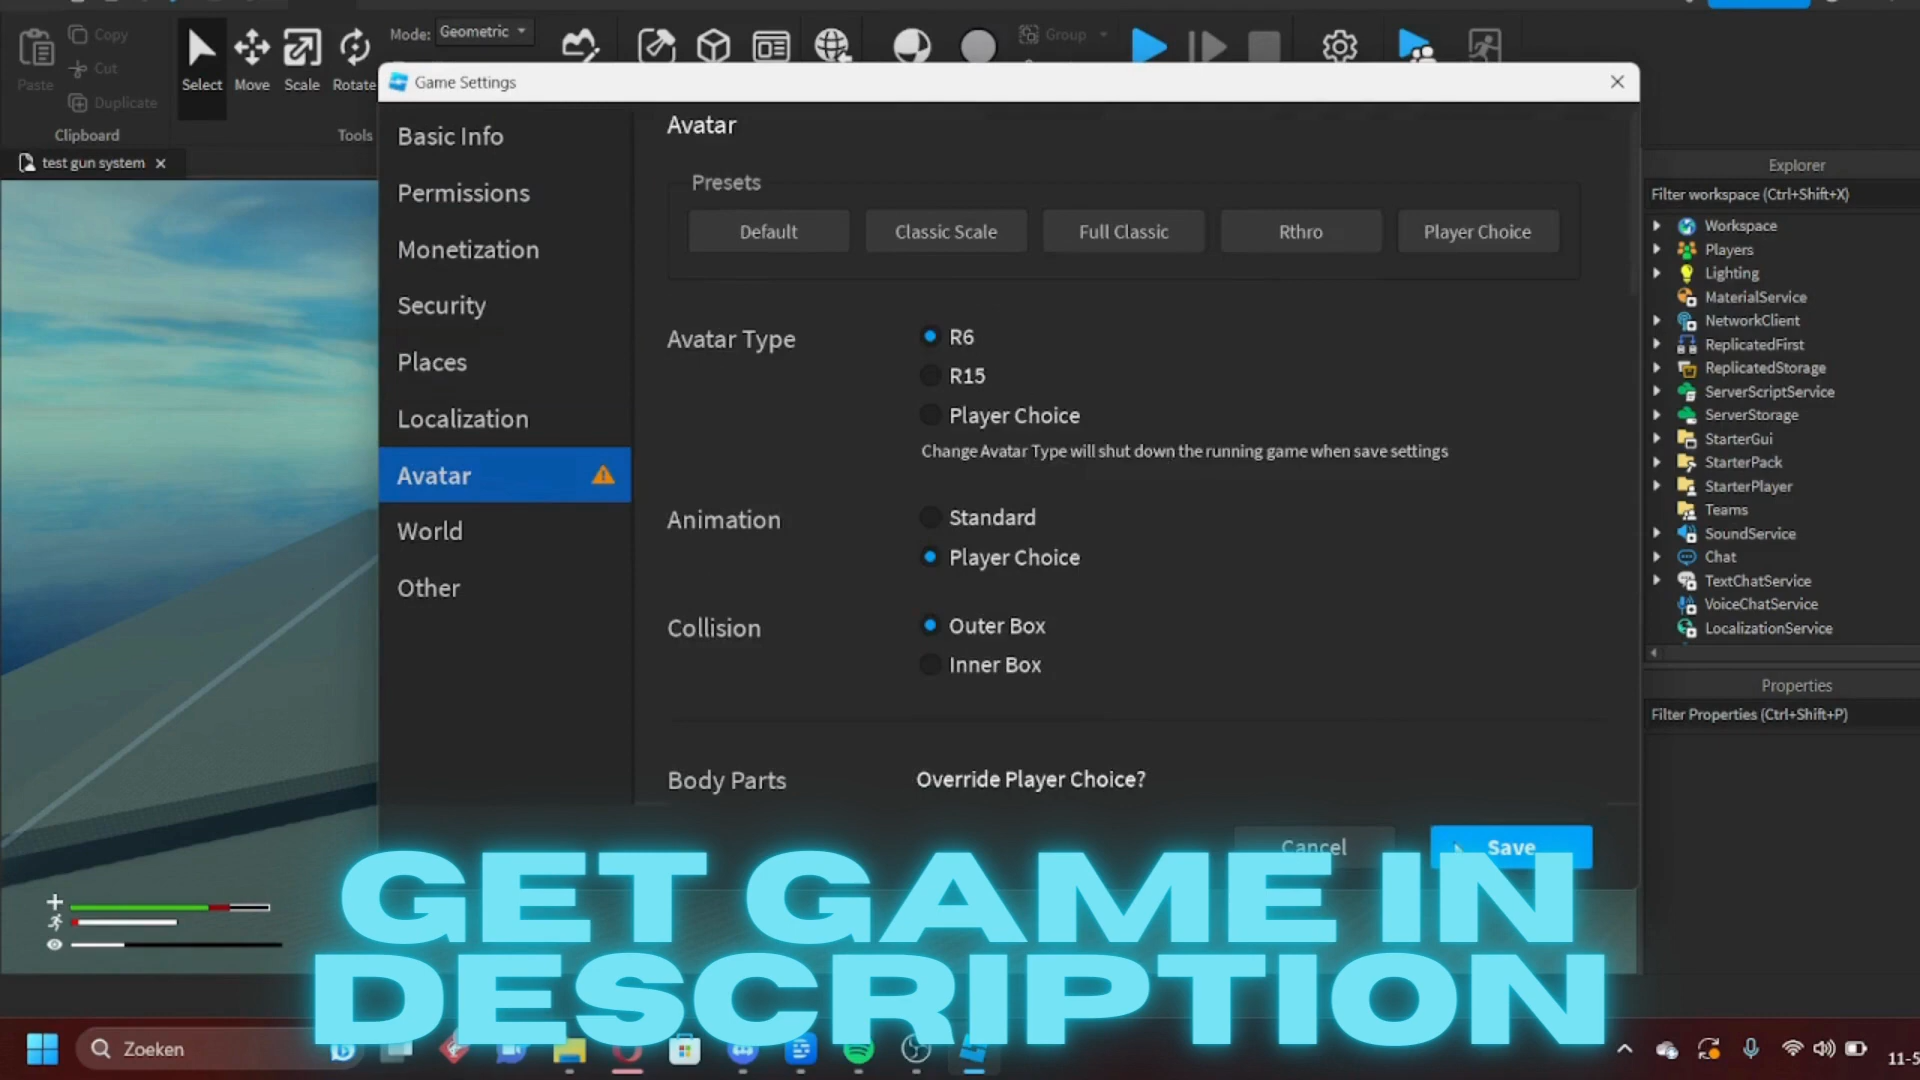 Paste
Copy
Cut
Duplicate
Clipboard
Select
Move
Scale
Rotate
Tools
Mode:
Geometric
Group
test gun system
Game Settings
Basic Info
Permissions
Monetization
Security
Places
Localization
Avatar
World
Other
Avatar
Presets
Default
Classic Scale
Full Classic
Rthro
Player Choice
Avatar Type
R6
R15
Player Choice
Change Avatar Type will shut down the running game when save settings
Animation
Standard
Player Choice
Collision
Outer Box
Inner Box
Body Parts
Override Player Choice?
Cancel
Save
Explorer
Filter workspace (Ctrl+Shift+X)
Workspace
Players
Lighting
MaterialService
NetworkClient
ReplicatedFirst
ReplicatedStorage
ServerScriptService
ServerStorage
StarterGui
StarterPack
StarterPlayer
Teams
SoundService
Chat
TextChatService
VoiceChatService
LocalizationService
Properties
Filter Properties (Ctrl+Shift+P)
GET GAME IN
DESCRIPTION
Zoeken
11-5